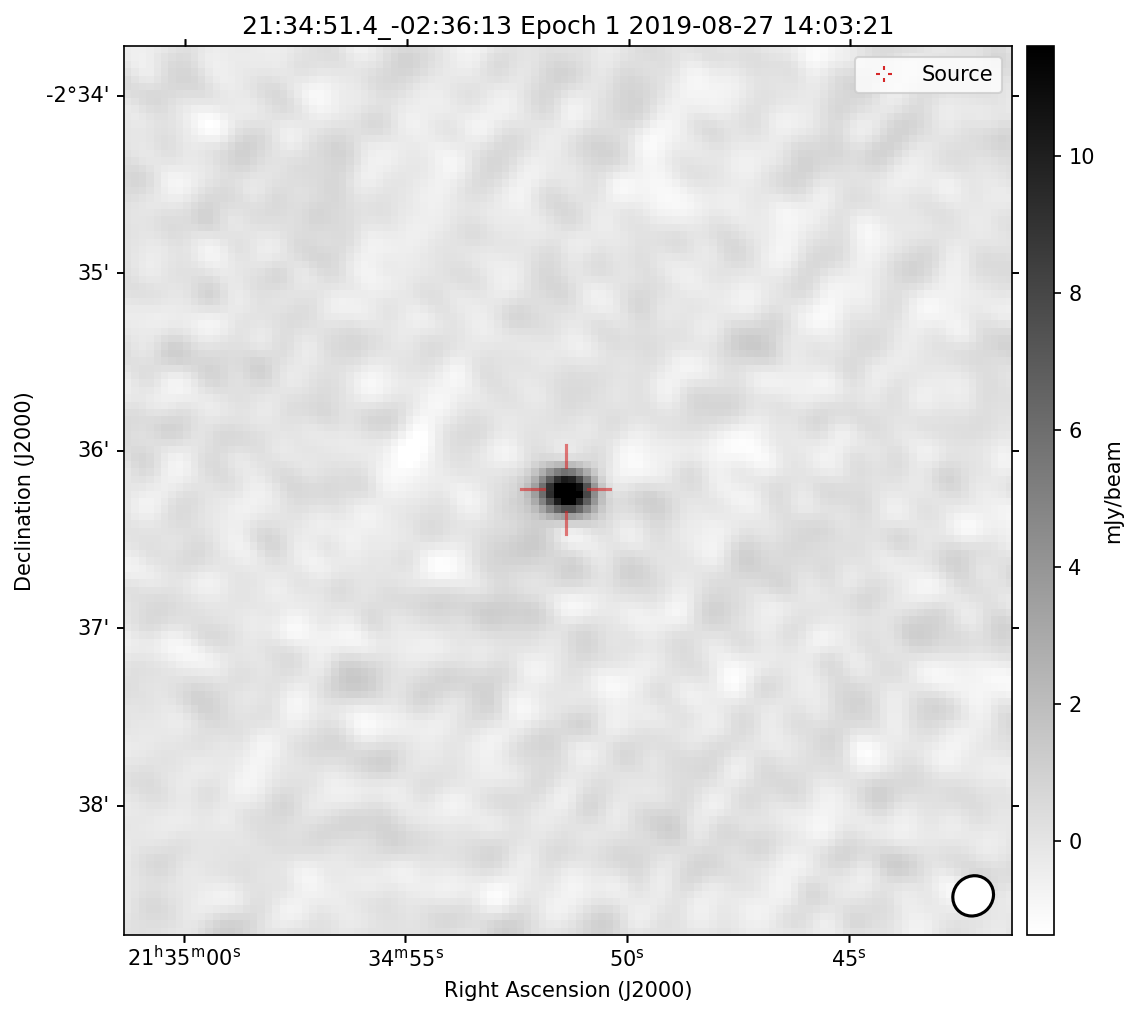 21:34:51.4_-02:36:13 Epoch 1 2019-08-27 14:03:21
Source
-2°34'
35'
36'
37'
38'
Declination (J2000)
21ʰ35ᵐ00ˢ
34ᵐ55ˢ
50ˢ
45ˢ
Right Ascension (J2000)
10
8
6
4
2
0
mJy/beam